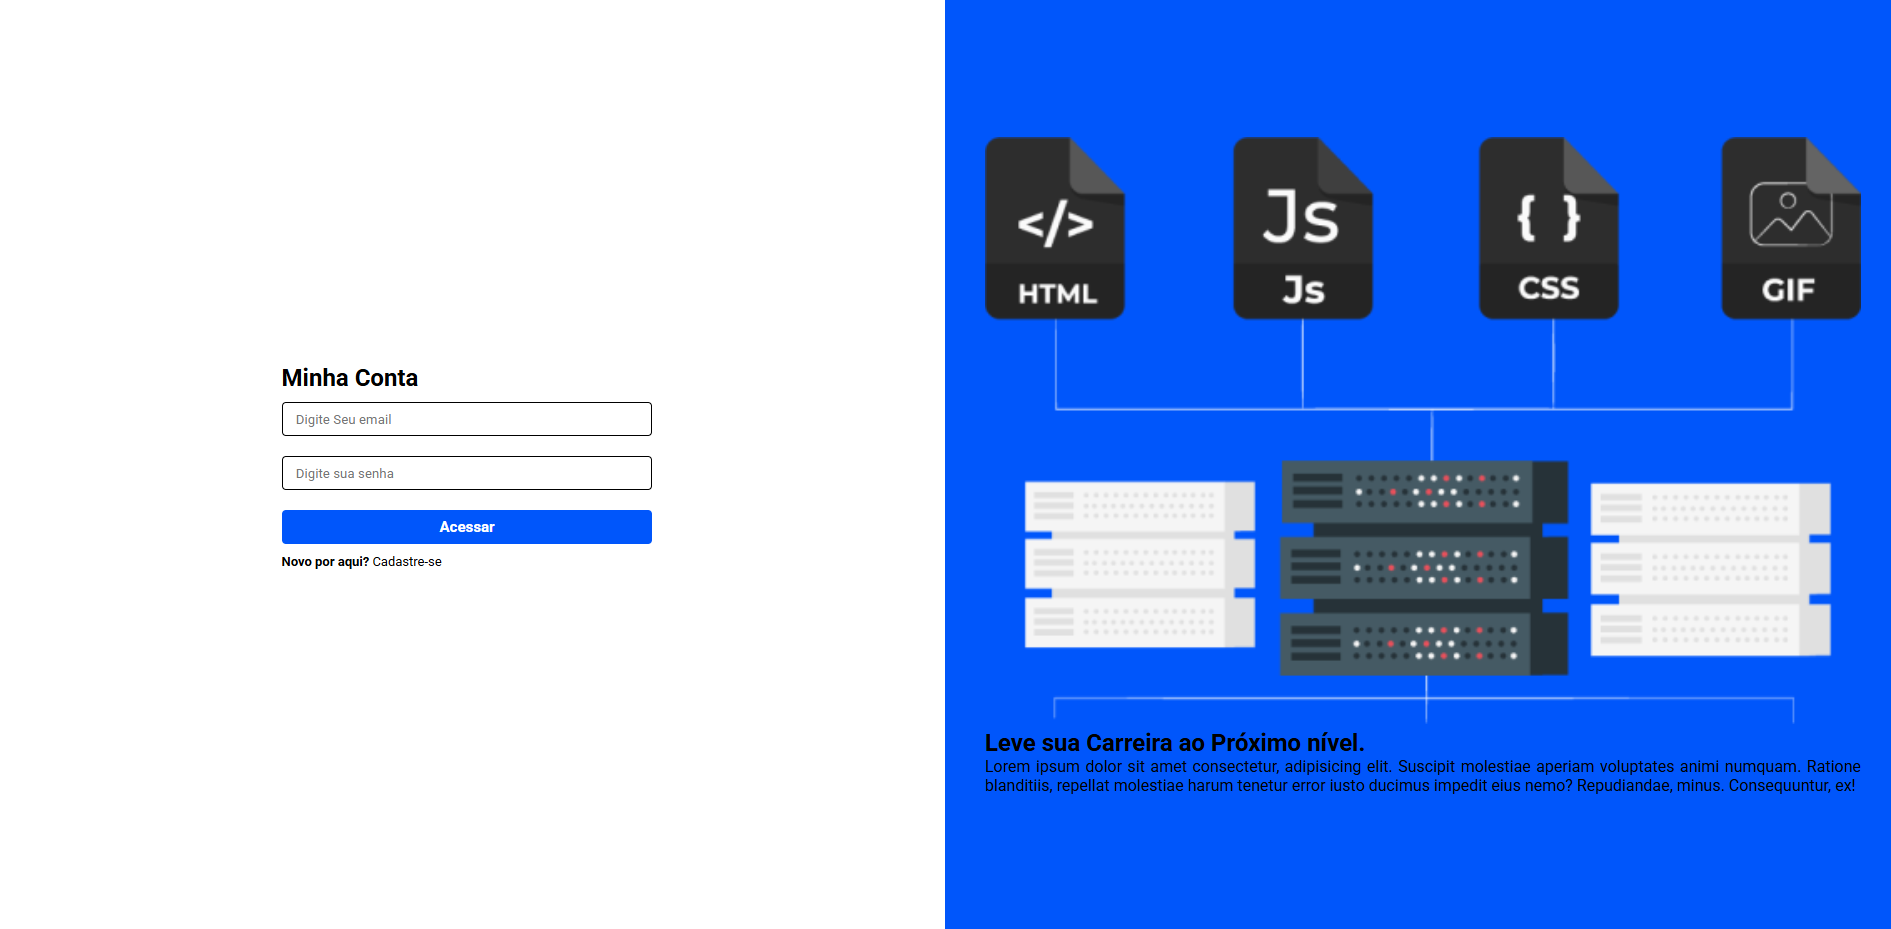 Minha Conta
Digite Seu email
Digite sua senha
Acessar
Novo por aqui? Cadastre-se
</>
HTML
Js
Js
{ }
CSS
GIF
Leve sua Carreira ao Próximo nível.
Lorem ipsum dolor sit amet consectetur, adipisicing elit. Suscipit molestiae aperiam voluptates animi numquam. Ratione
blanditiis, repellat molestiae harum tenetur error iusto ducimus impedit eius nemo? Repudiandae, minus. Consequuntur, ex!